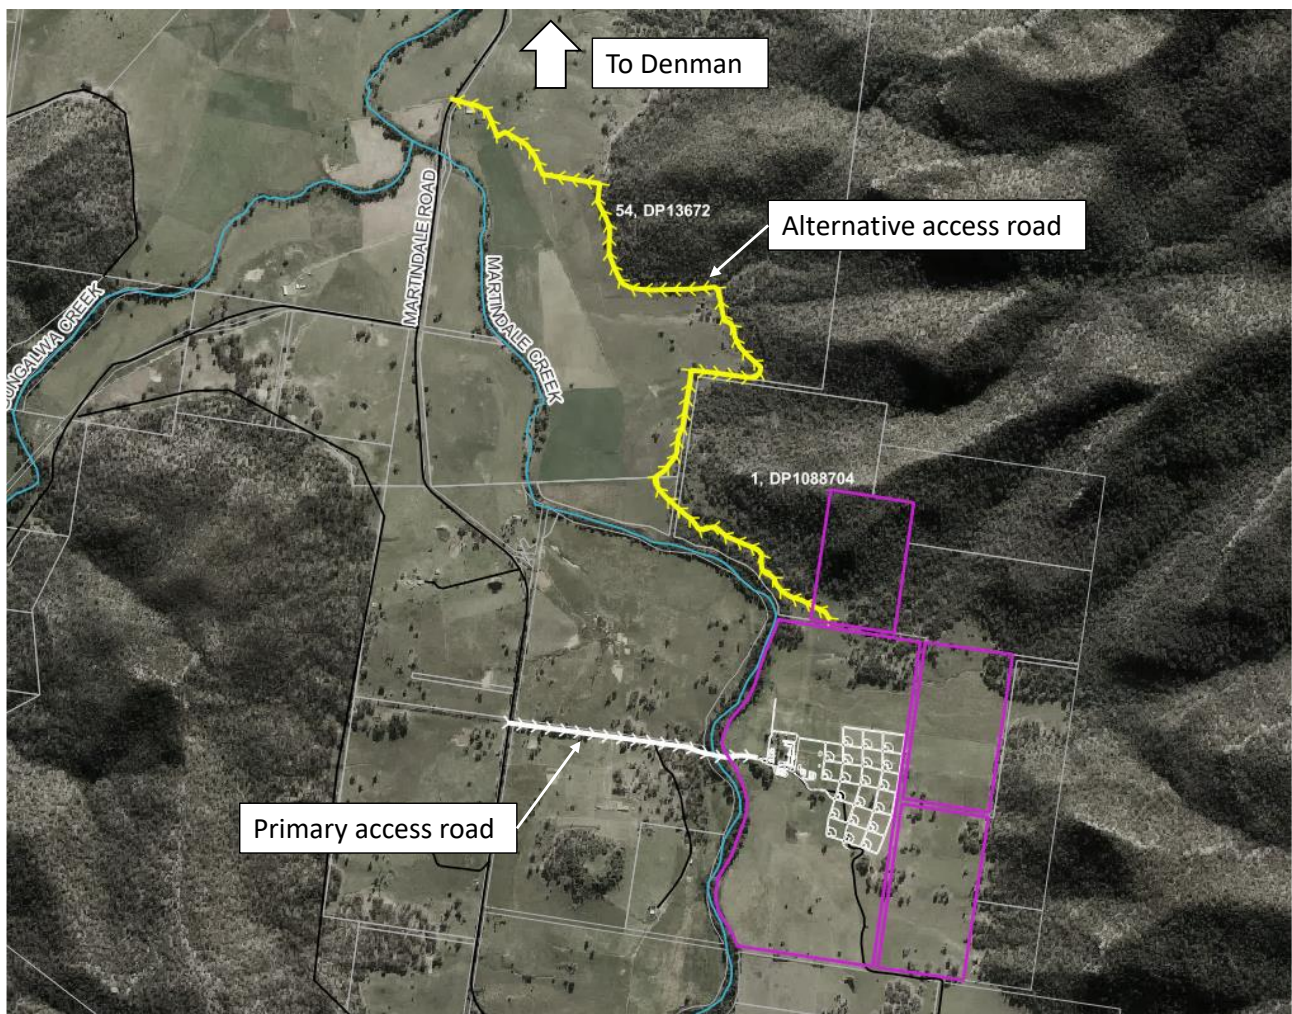 To Denman
54, DP13672
Alternative access road
MARTINDALE ROAD
MARTINDALE CREEK
1, DP1088704
Primary access road